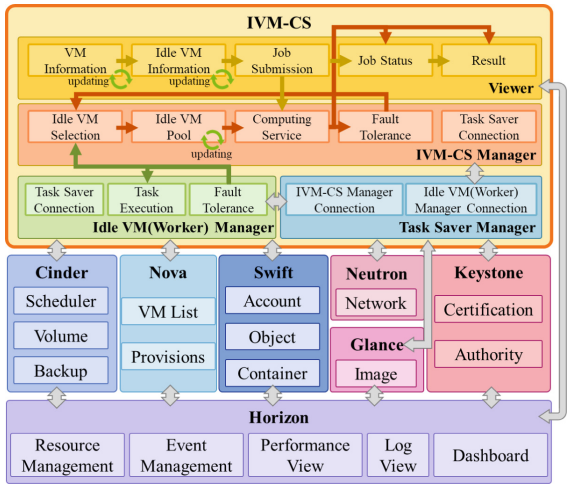 IVM-CS
VM
Information
updating
Idle VM
Information
updating
Job
Submission
Job Status
Result
Viewer
Idle VM
Selection
Idle VM
Pool
updating
Computing
Service
Fault
Tolerance
Task Saver
Connection
IVM-CS Manager
Task Saver
Connection
Task
Execution
Fault
Tolerance
Idle VM(Worker) Manager
IVM-CS Manager
Connection
Idle VM(Worker)
Manager Connection
Task Saver Manager
Cinder
Scheduler
Volume
Backup
Nova
VM List
Provisions
Swift
Account
Object
Container
Neutron
Network
Glance
Image
Keystone
Certification
Authority
Horizon
Resource
Management
Event
Management
Performance
View
Log
View
Dashboard